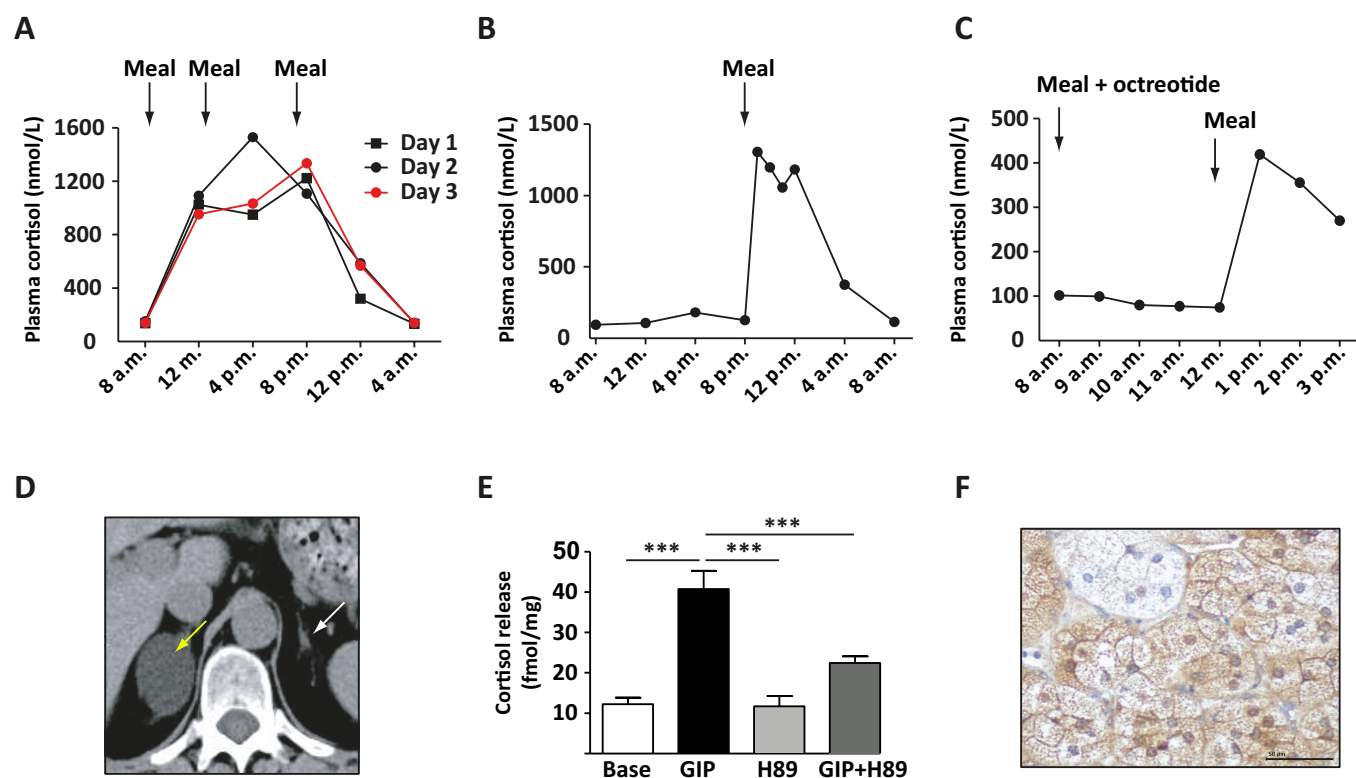 A
Meal
Meal
Meal
Plasma cortisol (nmol/L)
1600
1200
800
400
0
Day 1
Day 2
Day 3
8 a.m.
12 m.
4 p.m.
8 p.m.
12 p.m.
4 a.m.
B
Meal
Plasma cortisol (nmol/L)
1500
1000
500
0
8 a.m.
12 m.
4 p.m.
8 p.m.
12 p.m.
4 a.m.
8 a.m.
C
Meal + octreotide
Meal
Plasma cortisol (nmol/L)
500
400
300
200
100
0
8 a.m.
9 a.m.
10 a.m.
11 a.m.
12 m.
1 p.m.
2 p.m.
3 p.m.
D
E
***
***
***
Cortisol release
(fmol/mg)
50
40
30
20
10
Base
GIP
H89
GIP+H89
F
50 µm